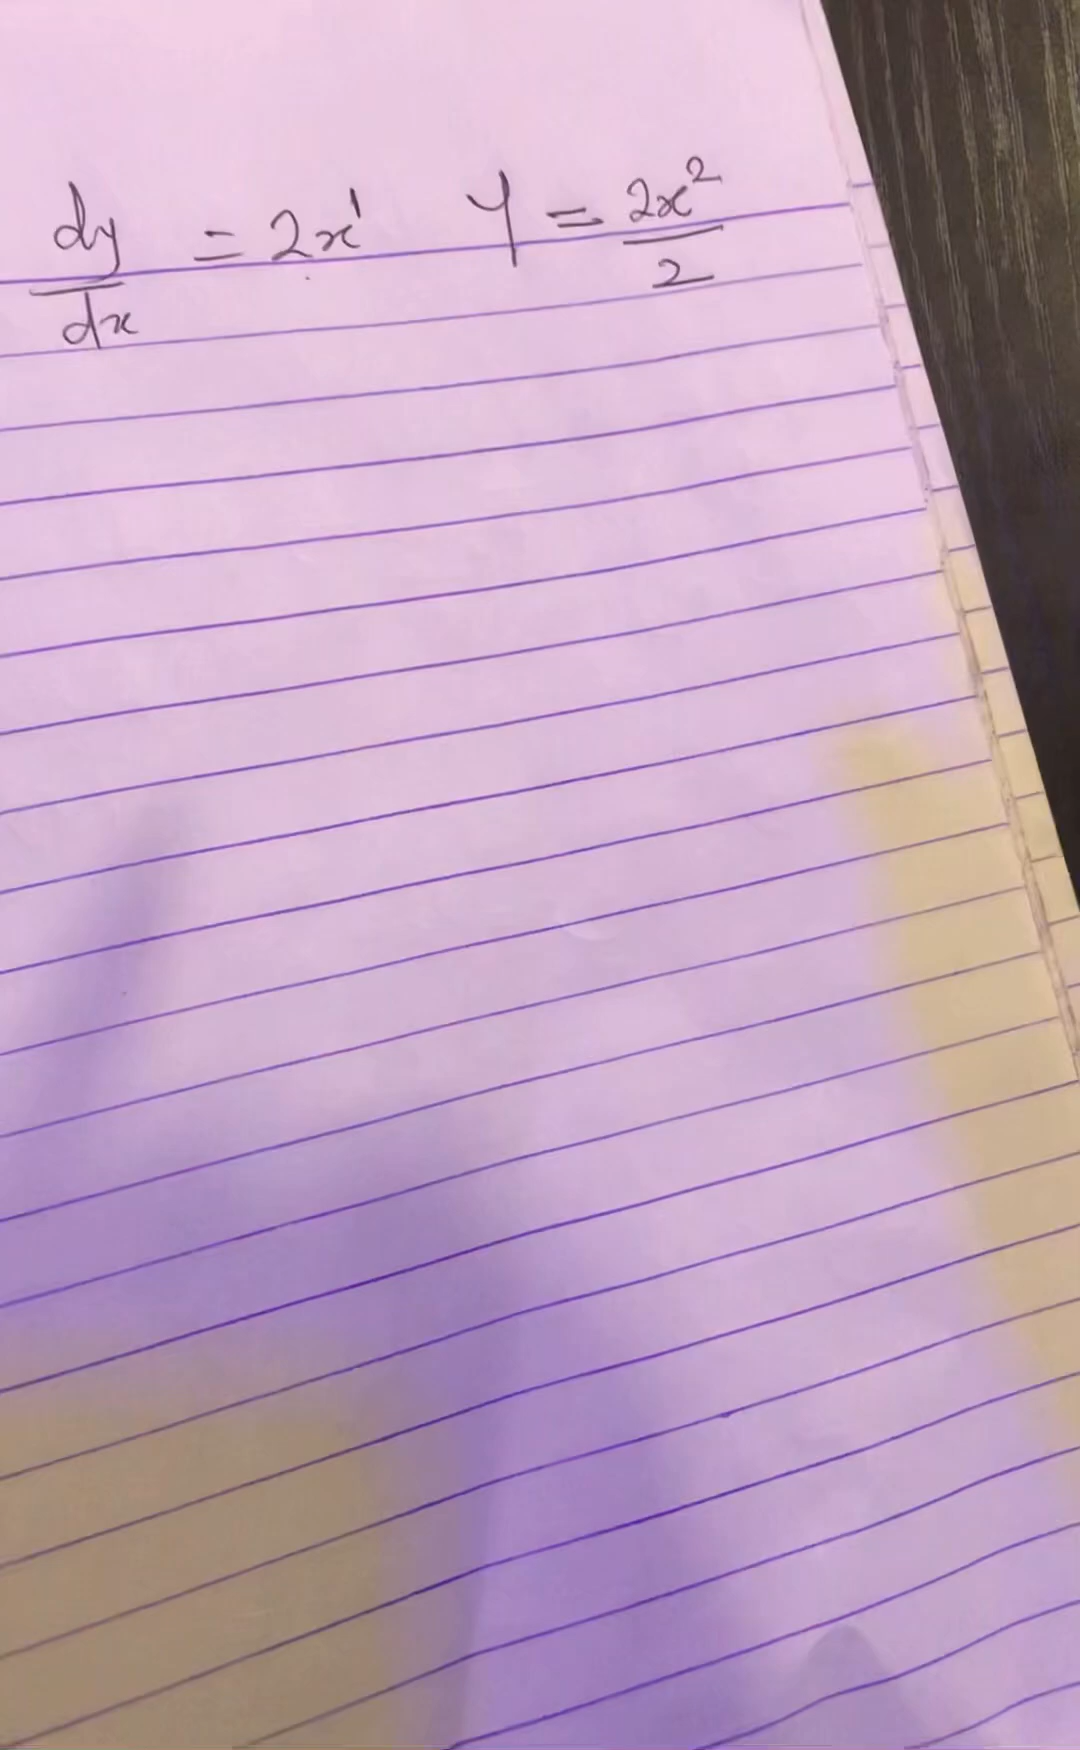 dy/dx = 2x¹ y = 2x²/2